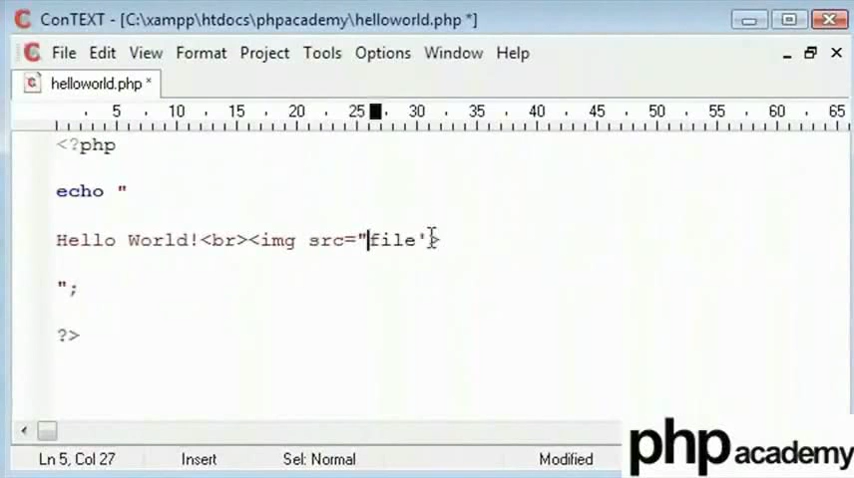 ConTEXT - [C:\xampp\htdocs\phpacademy\helloworld.php *]
File Edit View Format Project Tools Options Window Help
helloworld.php *
5 10 15 20 25 30 35 40 45 50 55 60 65
<?php
echo "
Hello World!<br><img src="file'>
";
?>
Ln 5, Col 27 Insert Sel: Normal Modified
php academy